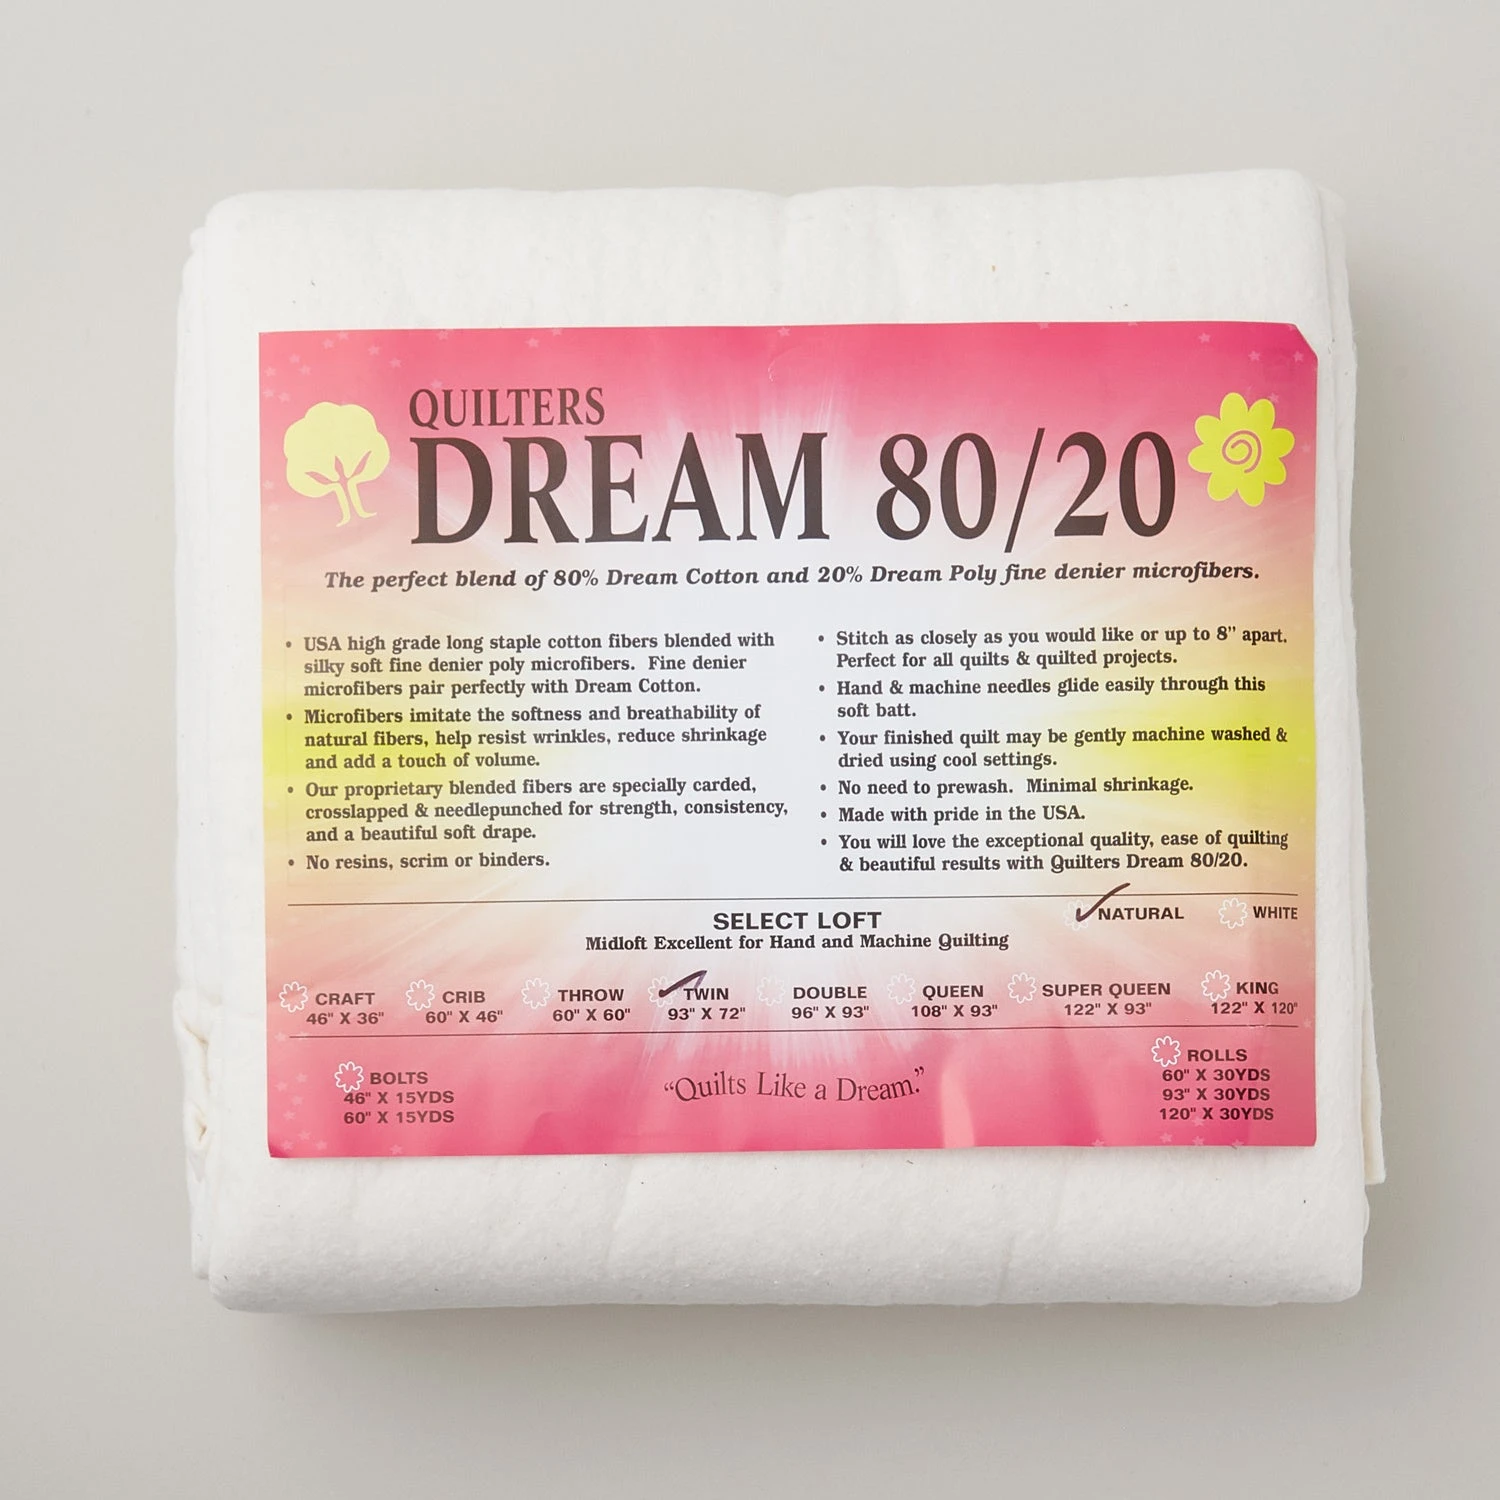 QUILTERS
DREAM 80/20
The perfect blend of 80% Dream Cotton and 20% Dream Poly fine denier microfibers.
• USA high grade long staple cotton fibers blended with
silky soft fine denier poly microfibers. Fine denier
microfibers pair perfectly with Dream Cotton.
• Microfibers imitate the softness and breathability of
natural fibers, help resist wrinkles, reduce shrinkage
and add a touch of volume.
• Our proprietary blended fibers are specially carded,
crosslapped & needlepunched for strength, consistency,
and a beautiful soft drape.
• No resins, scrim or binders.
• Stitch as closely as you would like or up to 8” apart.
Perfect for all quilts & quilted projects.
• Hand & machine needles glide easily through this
soft batt.
• Your finished quilt may be gently machine washed &
dried using cool settings.
• No need to prewash. Minimal shrinkage.
• Made with pride in the USA.
• You will love the exceptional quality, ease of quilting
& beautiful results with Quilters Dream 80/20.
SELECT LOFT
Midloft Excellent for Hand and Machine Quilting
NATURAL
WHITE
CRAFT
46" X 36"
CRIB
60" X 46"
THROW
60" X 60"
TWIN
93" X 72"
DOUBLE
96" X 93"
QUEEN
108" X 93"
SUPER QUEEN
122" X 93"
KING
122" X 120"
BOLTS
46" X 15YDS
60" X 15YDS
“Quilts Like a Dream.”
ROLLS
60" X 30YDS
93" X 30YDS
120" X 30YDS